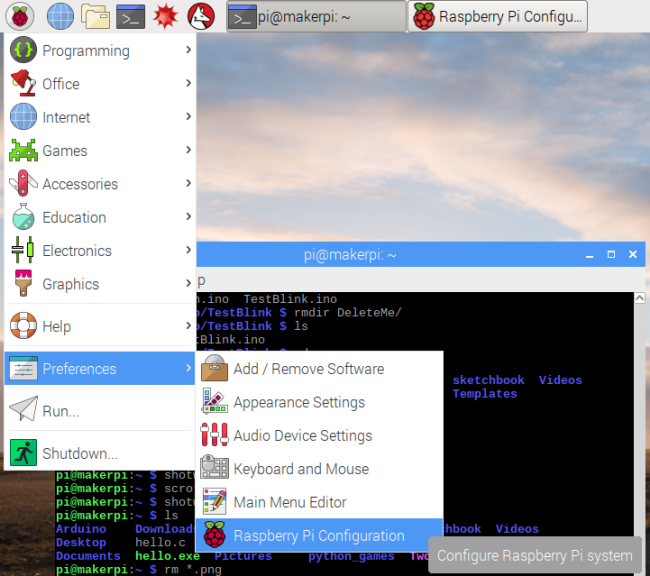 pi@makerpi: ~
Raspberry Pi Configu...
Programming
Office
Internet
Games
Accessories
Education
Electronics
Graphics
Help
Preferences
Run...
Shutdown...
pi@makerpi: ~
p
.ino TestBlink.ino
/TestBlink $ rmdir DeleteMe/
/TestBlink $ ls
tBlink.ino
/TestBlink $
sketchbook Videos
Templates
Add / Remove Software
Appearance Settings
Audio Device Settings
Keyboard and Mouse
Main Menu Editor
Raspberry Pi Configuration
Configure Raspberry Pi system
pi@makerpi:~ $ shot
pi@makerpi:~ $ scro
pi@makerpi:~ $ shot
pi@makerpi:~ $ ls
Arduino Downloads hbook Videos
Desktop hello.c
Documents hello.exe Pictures python_games Tw
pi@makerpi:~ $ rm *.png